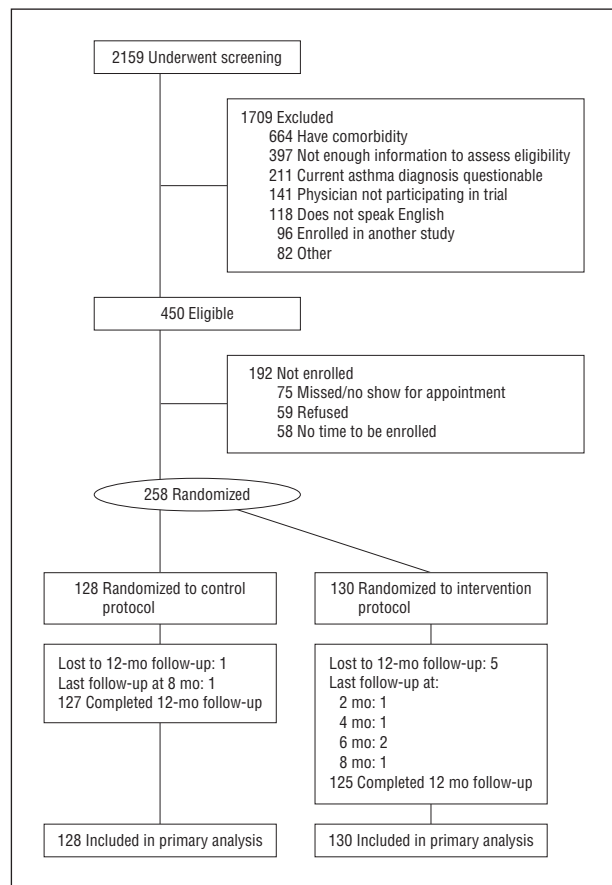 2159 Underwent screening
1709 Excluded
664 Have comorbidity
397 Not enough information to assess eligibility
211 Current asthma diagnosis questionable
141 Physician not participating in trial
118 Does not speak English
96 Enrolled in another study
82 Other
450 Eligible
192 Not enrolled
75 Missed/no show for appointment
59 Refused
58 No time to be enrolled
258 Randomized
128 Randomized to control
protocol
130 Randomized to intervention
protocol
Lost to 12-mo follow-up: 1
Last follow-up at 8 mo: 1
127 Completed 12-mo follow-up
Lost to 12-mo follow-up: 5
Last follow-up at:
2 mo: 1
4 mo: 1
6 mo: 2
8 mo: 1
125 Completed 12 mo follow-up
128 Included in primary analysis
130 Included in primary analysis